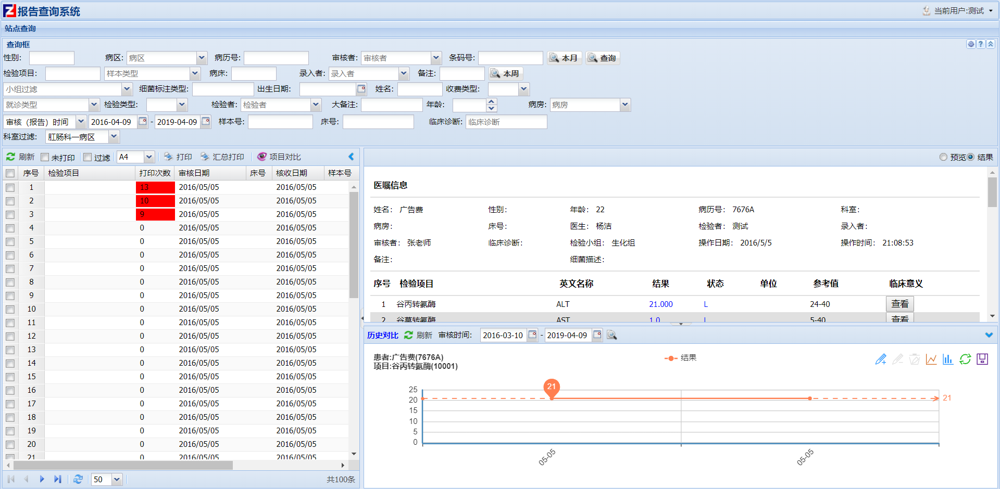 报告查询系统
当前用户:测试
站点查询
查询框
性别: 病区: 病区 病历号: 审核者: 审核者 条码号: 本月 查询
检验项目: 样本类型 病床: 录入者: 录入者 备注: 本周
小组过滤 细菌标注类型: 出生日期: 姓名: 收费类型:
就诊类型 检验类型: 检验者: 检验者 大备注: 年龄: 病房: 病房
审核（报告）时间 2016-04-09 - 2019-04-09 样本号: 床号: 临床诊断: 临床诊断
科室过滤: 肛肠科一病区
刷新 未打印 过滤 A4 打印 汇总打印 项目对比
序号 检验项目 打印次数 审核日期 床号 核收日期 样本号
1 13 2016/05/05 2016/05/05
2 10 2016/05/05 2016/05/05
3 9 2016/05/05 2016/05/05
4 0 2016/05/05 2016/05/05
5 0 2016/05/05 2016/05/05
6 0 2016/05/05 2016/05/05
7 0 2016/05/05 2016/05/05
8 0 2016/05/05 2016/05/05
9 0 2016/05/05 2016/05/05
10 0 2016/05/05 2016/05/05
11 0 2016/05/05 2016/05/05
12 0 2016/05/05 2016/05/05
13 0 2016/05/05 2016/05/05
14 0 2016/05/05 2016/05/05
15 0 2016/05/05 2016/05/05
16 0 2016/05/05 2016/05/05
17 0 2016/05/05 2016/05/05
18 0 2016/05/05 2016/05/05
19 0 2016/05/05 2016/05/05
20 0 2016/05/05 2016/05/05
21 0 2016/05/05 2016/05/05
50 共100条
预览 结果
医嘱信息
姓名: 广告费 性别: 年龄: 22 病历号: 7676A 科室:
病房: 床号: 医生: 杨洁 检验者: 测试 录入者:
审核者: 张老师 临床诊断: 检验小组: 生化组 操作日期: 2016/5/5 操作时间: 21:08:53
备注: 细菌描述:
序号 检验项目 英文名称 结果 状态 单位 参考值 临床意义
1 谷丙转氨酶 ALT 21.000 L 24-40 查看
2 谷草转氨酶 AST 1.0 L 5-40 查看
历史对比 刷新 审核时间: 2016-03-10 - 2019-04-09
患者:广告费(7676A)
项目:谷丙转氨酶(10001)
结果
21
25
20
15
10
5
0
21
05-05 05-05